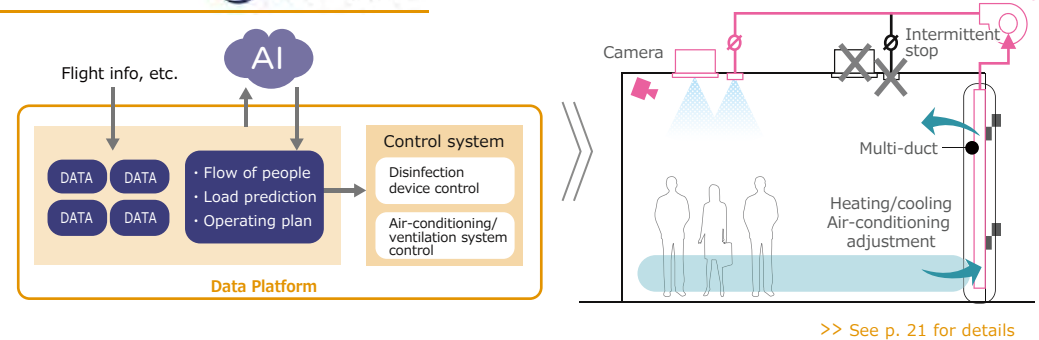 Flight info, etc.
AI
DATA
DATA
DATA
DATA
・Flow of people
・Load prediction
・Operating plan
Control system
Disinfection
device control
Air-conditioning/
ventilation system
control
Data Platform
Camera
Intermittent
stop
Multi-duct
Heating/cooling
Air-conditioning
adjustment
>> See p. 21 for details